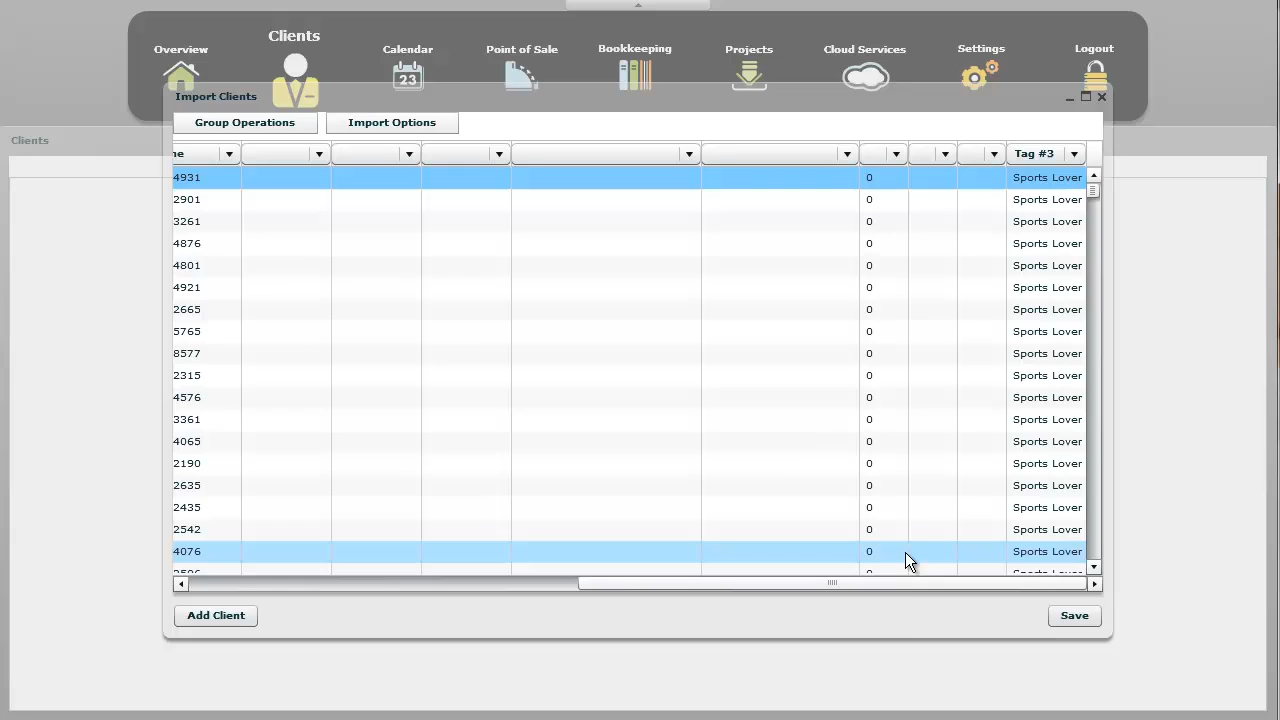 Overview Clients Calendar Point of Sale Bookkeeping Projects Cloud Services Settings Logout
23
Import Clients
Group Operations Import Options
Clients
ne Tag #3
4931 0 Sports Lover
2901 0 Sports Lover
3261 0 Sports Lover
4876 0 Sports Lover
4801 0 Sports Lover
4921 0 Sports Lover
2665 0 Sports Lover
5765 0 Sports Lover
8577 0 Sports Lover
2315 0 Sports Lover
4576 0 Sports Lover
3361 0 Sports Lover
4065 0 Sports Lover
2190 0 Sports Lover
2635 0 Sports Lover
2435 0 Sports Lover
2542 0 Sports Lover
4076 0 Sports Lover
0 Sports Lover
Add Client Save